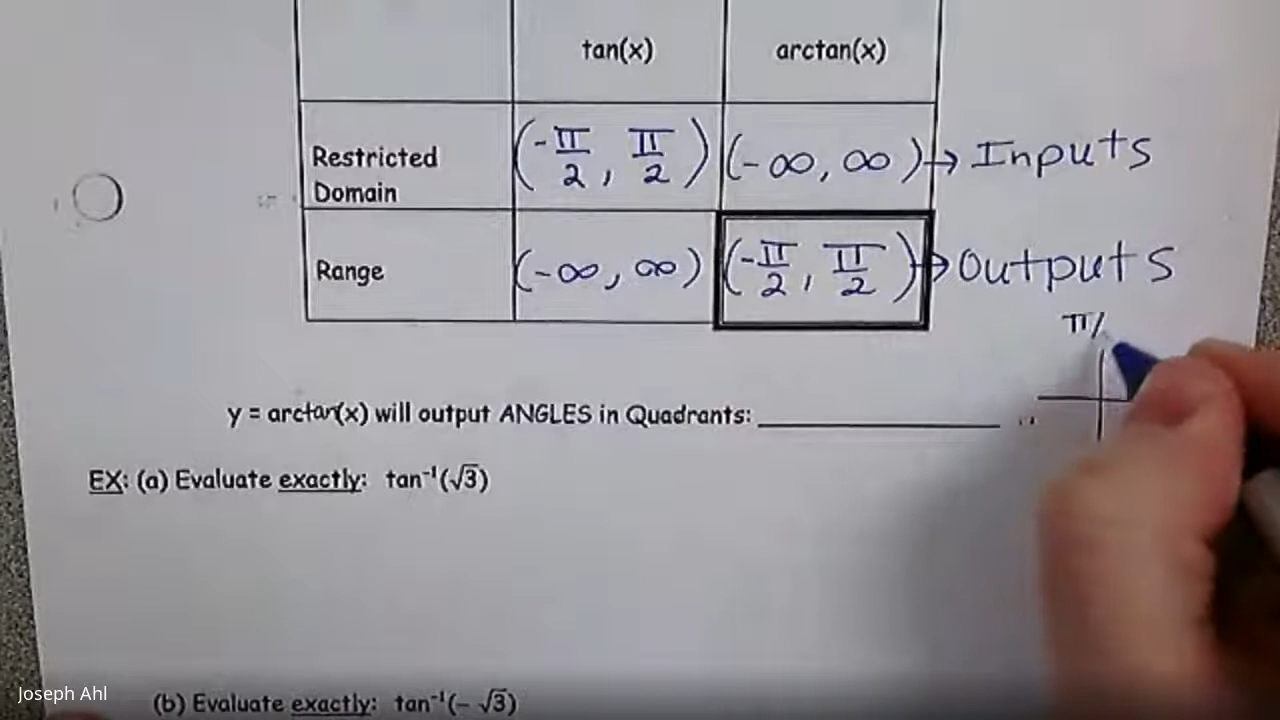 tan(x) arctan(x)
Restricted Domain (-π/2, π/2) (-∞, ∞) → Inputs
Range (-∞, ∞) (-π/2, π/2) → Outputs
π/
y = arctan(x) will output ANGLES in Quadrants: ____________
EX: (a) Evaluate exactly: tan⁻¹(√3)
(b) Evaluate exactly: tan⁻¹(- √3)
Joseph Ahl